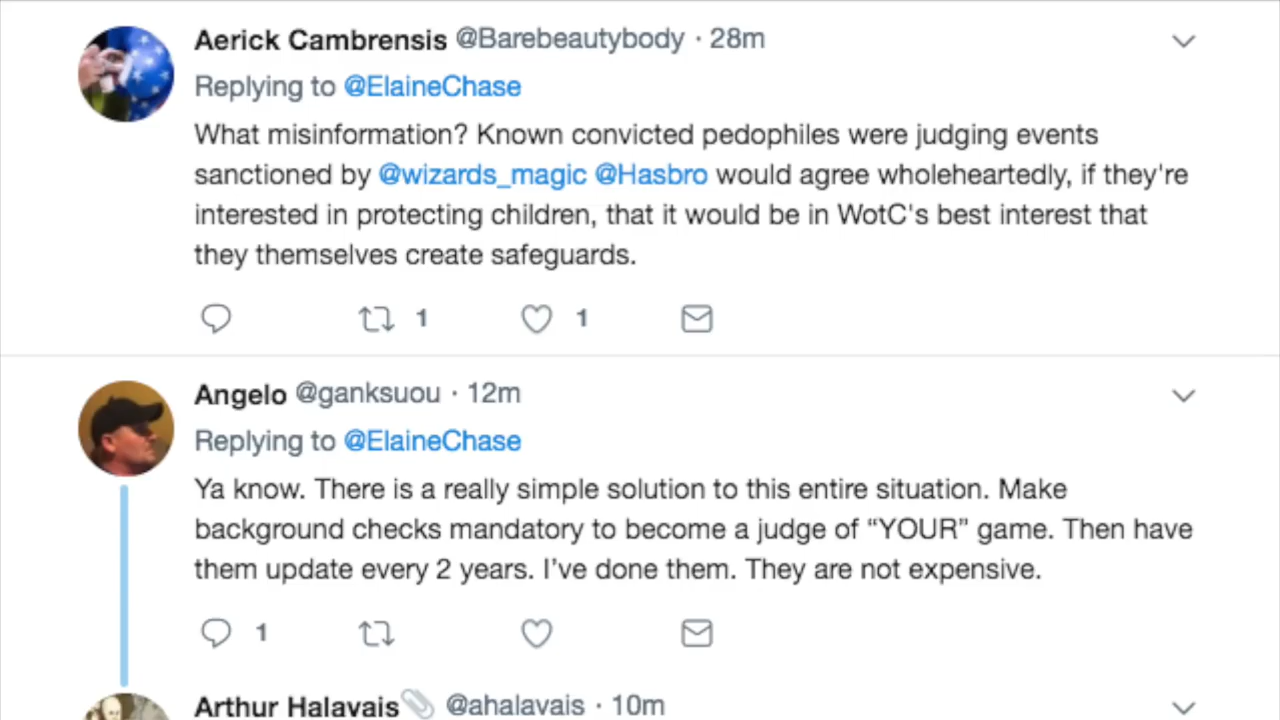 Aerick Cambrensis @Barebeautybody · 28m
Replying to @ElaineChase
What misinformation? Known convicted pedophiles were judging events
sanctioned by @wizards_magic @Hasbro would agree wholeheartedly, if they're
interested in protecting children, that it would be in WotC's best interest that
they themselves create safeguards.
1 1
Angelo @ganksuou · 12m
Replying to @ElaineChase
Ya know. There is a really simple solution to this entire situation. Make
background checks mandatory to become a judge of “YOUR” game. Then have
them update every 2 years. I’ve done them. They are not expensive.
1
Arthur Halavais📎 @ahalavais · 10m